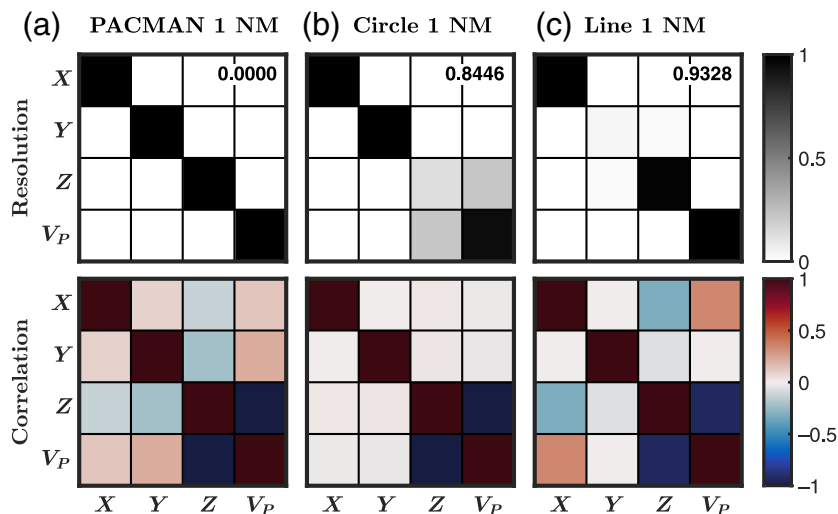 (a) PACMAN 1 NM (b) Circle 1 NM (c) Line 1 NM
X 0.0000 0.8446 0.9328 1
Y
Resolution 0.5
Z
V_P 0
X 1
Y 0.5
Correlation 0
Z −0.5
V_P −1
X Y Z V_P X Y Z V_P X Y Z V_P